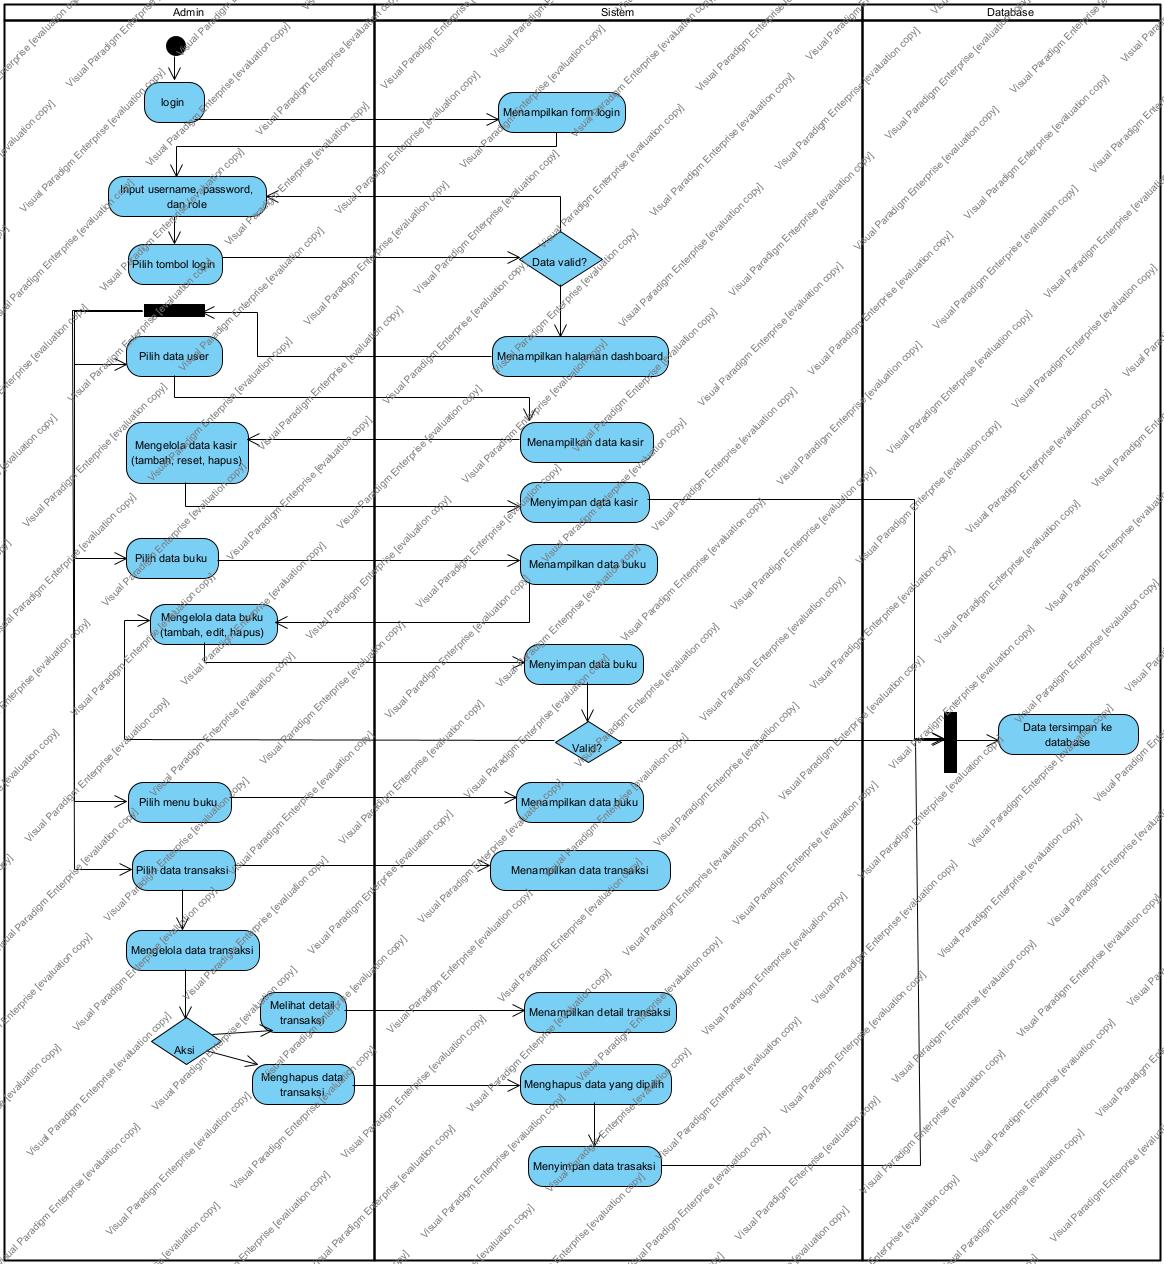 Admin
Sistem
Database
login
Menampilkan form login
Input username, password,
dan role
Pilih tombol login
Data valid?
Menampilkan halaman dashboard
Pilih data user
Menampilkan data kasir
Mengelola data kasir
(tambah, reset, hapus)
Menyimpan data kasir
Pilih data buku
Menampilkan data buku
Mengelola data buku
(tambah, edit, hapus)
Menyimpan data buku
Valid?
Data tersimpan ke
database
Pilih menu buku
Menampilkan data buku
Pilih data transaksi
Menampilkan data transaksi
Mengelola data transaksi
Melihat detail
transaksi
Menampilkan detail transaksi
Aksi
Menghapus data
transaksi
Menghapus data yang dipilih
Menyimpan data trasaksi
Visual Paradigm Enterprise [evaluation copy]